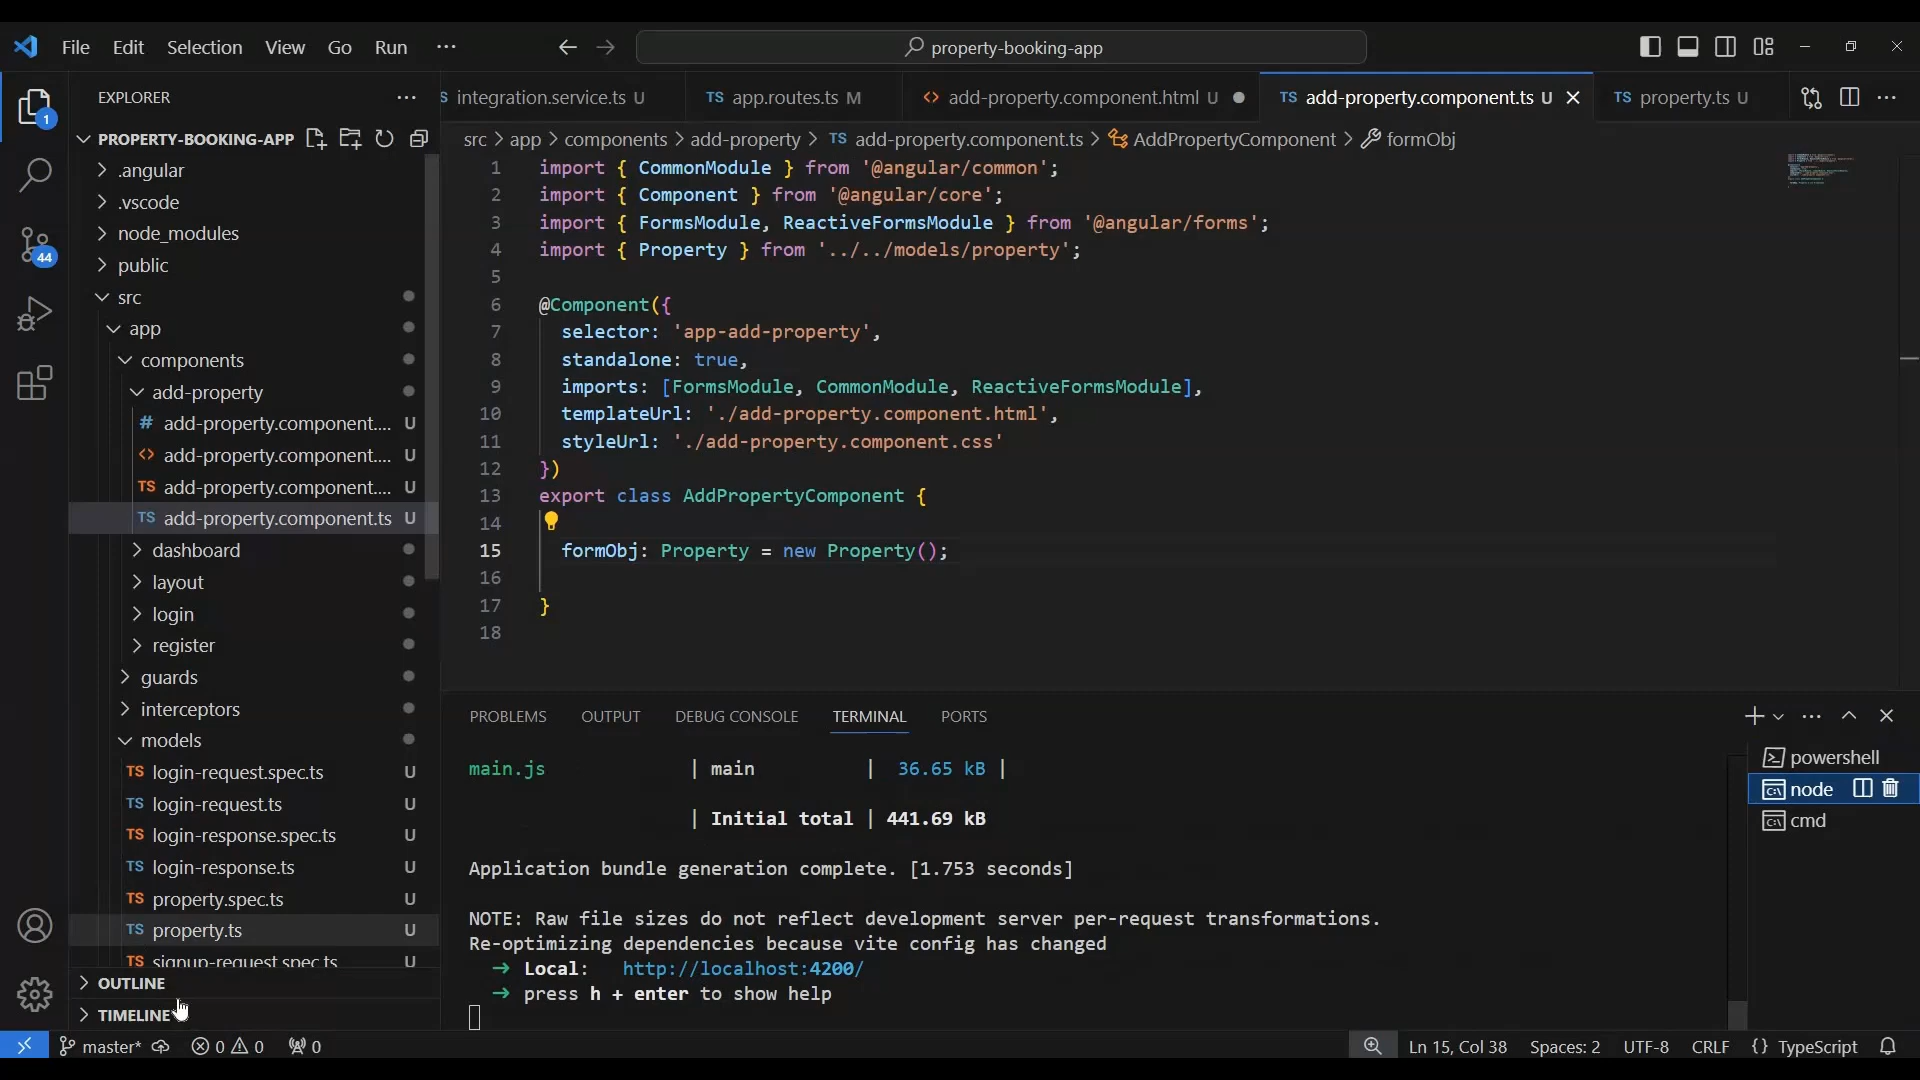 File Edit Selection View Go Run ···
property-booking-app
EXPLORER ···
PROPERTY-BOOKING-APP
.angular
.vscode
node_modules
public
src
app
components
add-property
# add-property.component.... U
<> add-property.component.... U
TS add-property.component.... U
TS add-property.component.ts U
dashboard
layout
login
register
guards
interceptors
models
TS login-request.spec.ts U
TS login-request.ts U
TS login-response.spec.ts U
TS login-response.ts U
TS property.spec.ts U
TS property.ts U
TS signup-request.spec.ts U
OUTLINE
TIMELINE
1
44
integration.service.ts U
TS app.routes.ts M
<> add-property.component.html U
TS add-property.component.ts U
TS property.ts U
src > app > components > add-property > TS add-property.component.ts > AddPropertyComponent > formObj
1 import { CommonModule } from '@angular/common';
2 import { Component } from '@angular/core';
3 import { FormsModule, ReactiveFormsModule } from '@angular/forms';
4 import { Property } from '../../models/property';
5
6 @Component({
7 selector: 'app-add-property',
8 standalone: true,
9 imports: [FormsModule, CommonModule, ReactiveFormsModule],
10 templateUrl: './add-property.component.html',
11 styleUrl: './add-property.component.css'
12 })
13 export class AddPropertyComponent {
14
15 formObj: Property = new Property();
16
17 }
18
PROBLEMS OUTPUT DEBUG CONSOLE TERMINAL PORTS
main.js | main | 36.65 kB |
| Initial total | 441.69 kB
Application bundle generation complete. [1.753 seconds]
NOTE: Raw file sizes do not reflect development server per-request transformations.
Re-optimizing dependencies because vite config has changed
➜ Local: http://localhost:4200/
➜ press h + enter to show help
powershell
node
cmd
master* 0 0 0
Ln 15, Col 38 Spaces: 2 UTF-8 CRLF {} TypeScript